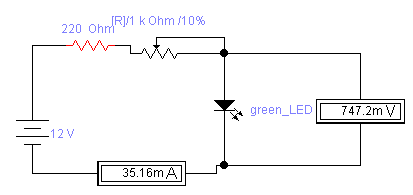 [R]/1 k Ohm /10%
220 Ohm
green_LED
747.2m V
12 V
35.16m A